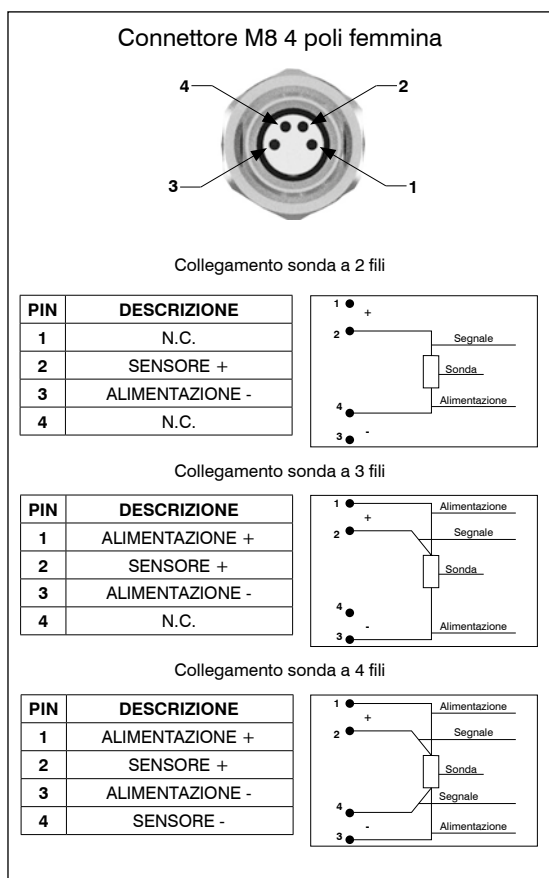 Connettore M8 4 poli femmina
4
2
3
1
Collegamento sonda a 2 fili
PIN DESCRIZIONE
1 N.C.
2 SENSORE +
3 ALIMENTAZIONE -
4 N.C.
1
+
2
Segnale
Sonda
Alimentazione
4
3 -
Collegamento sonda a 3 fili
PIN DESCRIZIONE
1 ALIMENTAZIONE +
2 SENSORE +
3 ALIMENTAZIONE -
4 N.C.
1
Alimentazione
+
2
Segnale
Sonda
4
-
3
Alimentazione
Collegamento sonda a 4 fili
PIN DESCRIZIONE
1 ALIMENTAZIONE +
2 SENSORE +
3 ALIMENTAZIONE -
4 SENSORE -
1
Alimentazione
+
2
Segnale
Sonda
Segnale
4
-
3
Alimentazione